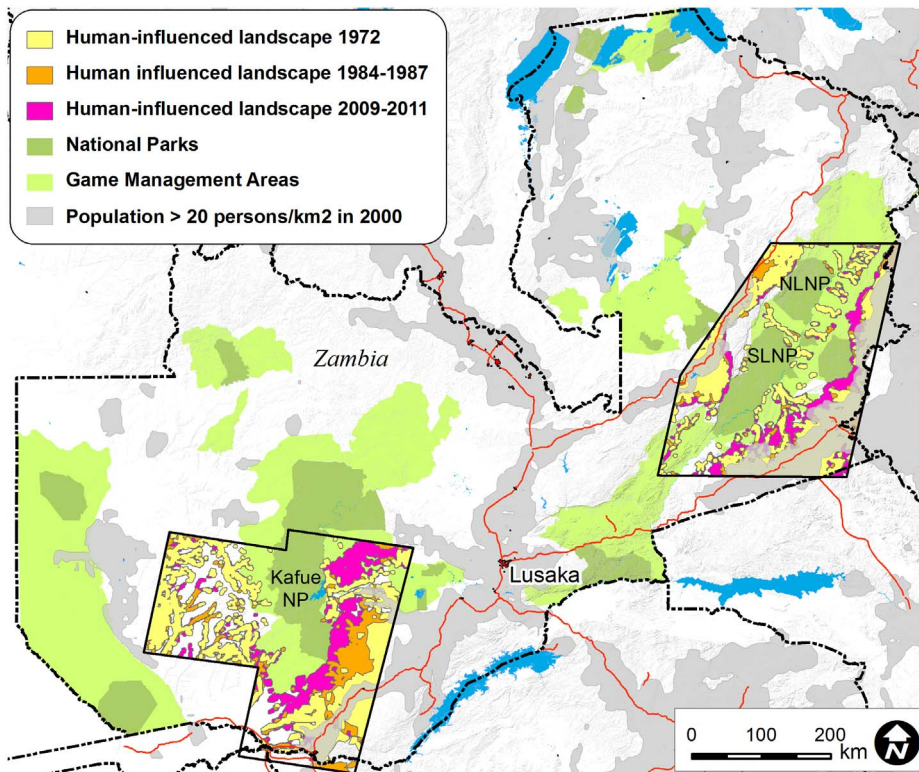 Human-influenced landscape 1972
Human influenced landscape 1984-1987
Human-influenced landscape 2009-2011
National Parks
Game Management Areas
Population > 20 persons/km2 in 2000
NLNP
SLNP
Zambia
Kafue
NP
Lusaka
0 100 200
km
N